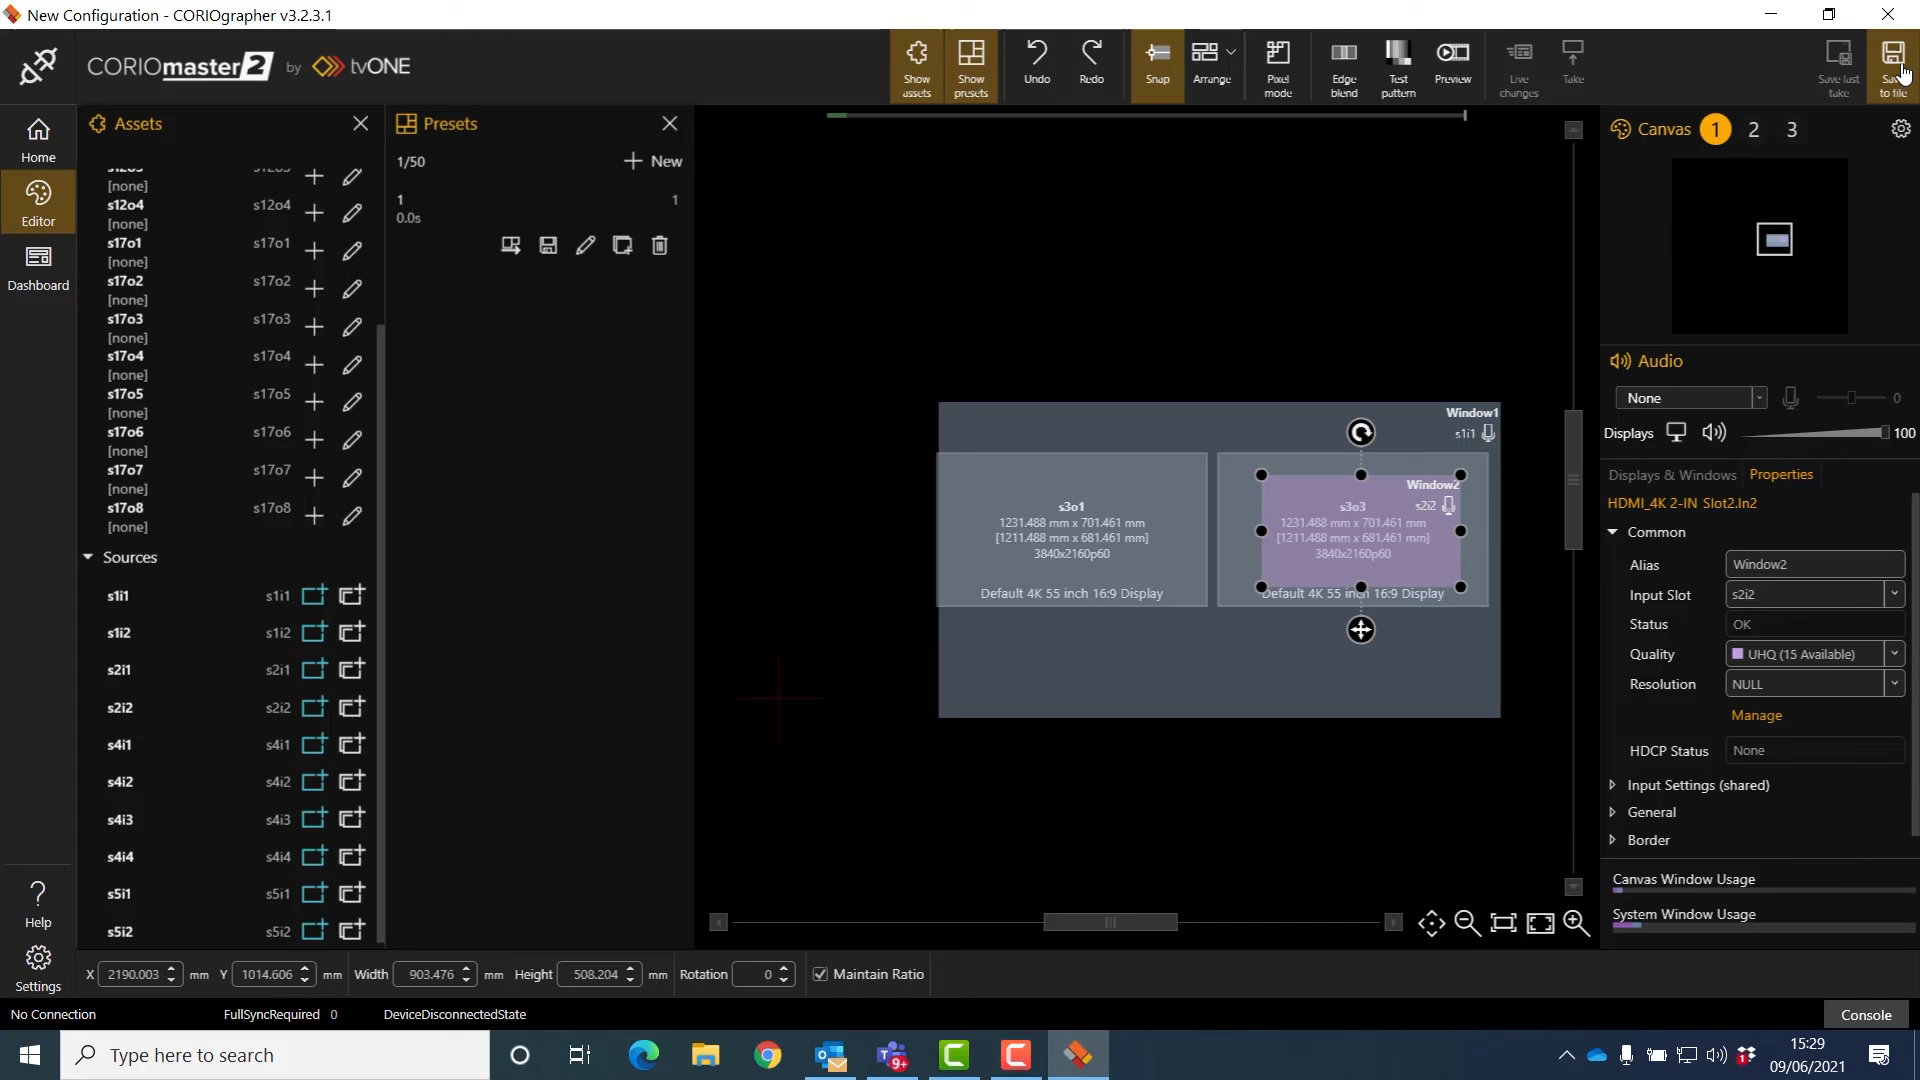 New Configuration - CORIOgrapher v3.2.3.1
CORIOmaster2 by tvONE
Show assets
Show presets
Undo
Redo
Snap
Arrange
Pixel mode
Edge blend
Test pattern
Preview
Live changes
Take
Save last take
to file
Home
Editor
Dashboard
Help
Settings
Assets
[none]
s12o4 s12o4
[none]
s17o1 s17o1
[none]
s17o2 s17o2
[none]
s17o3 s17o3
[none]
s17o4 s17o4
[none]
s17o5 s17o5
[none]
s17o6 s17o6
[none]
s17o7 s17o7
[none]
s17o8 s17o8
[none]
Sources
s1i1 s1i1
s1i2 s1i2
s2i1 s2i1
s2i2 s2i2
s4i1 s4i1
s4i2 s4i2
s4i3 s4i3
s4i4 s4i4
s5i1 s5i1
s5i2 s5i2
Presets
1/50 New
1 1
0.0s
Window1
s1i1
s3o1
1231.488 mm x 701.461 mm
[1211.488 mm x 681.461 mm]
3840x2160p60
Default 4K 55 inch 16:9 Display
Window2
s2i2
s3o3
1231.488 mm x 701.461 mm
[1211.488 mm x 681.461 mm]
3840x2160p60
Default 4K 55 inch 16:9 Display
Canvas 1 2 3
Audio
None 0
Displays 100
Displays & Windows Properties
HDMI_4K 2-IN Slot2.In2
Common
Alias Window2
Input Slot s2i2
Status OK
Quality UHQ (15 Available)
Resolution NULL
Manage
HDCP Status None
Input Settings (shared)
General
Border
Canvas Window Usage
System Window Usage
X 2190.003 mm Y 1014.606 mm Width 903.476 mm Height 508.204 mm Rotation 0 Maintain Ratio
No Connection FullSyncRequired 0 DeviceDisconnectedState Console
Type here to search
9+
1
15:29
09/06/2021